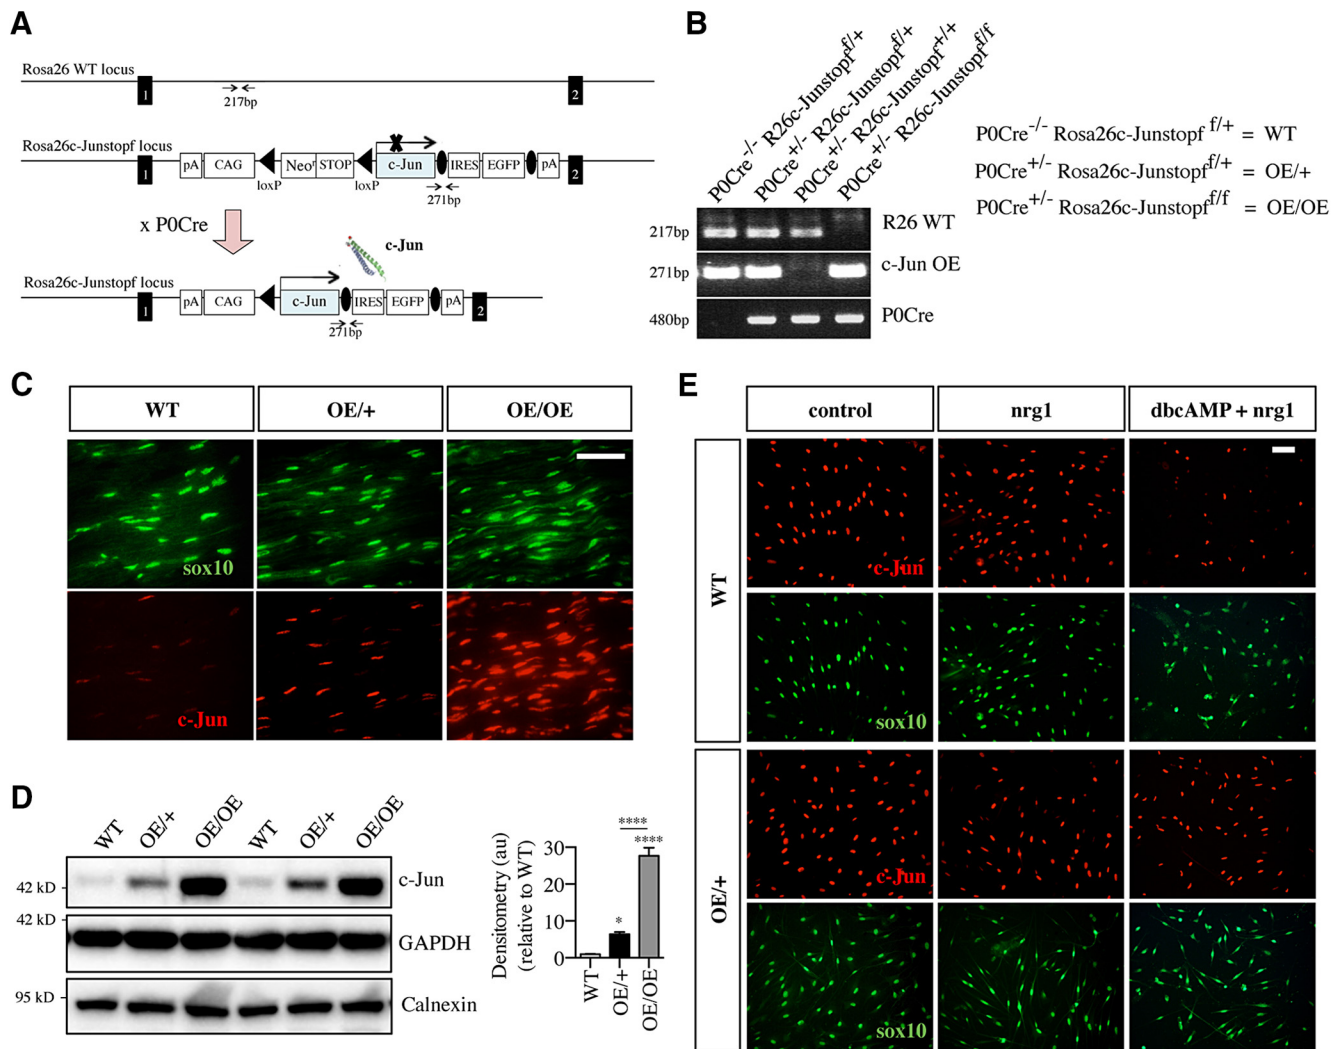 A
Rosa26 WT locus
1
2
217bp
Rosa26c-Junstopf locus
1
pA
CAG
Neoʳ
STOP
c-Jun
IRES
EGFP
pA
2
loxP
loxP
271bp
x P0Cre
c-Jun
Rosa26c-Junstopf locus
1
pA
CAG
c-Jun
IRES
EGFP
pA
2
271bp
B
P0Cre-/- R26c-Junstopf f/+
P0Cre+/- R26c-Junstopf f/+
P0Cre+/- R26c-Junstopf +/+
P0Cre+/- R26c-Junstopf f/f
217bp
R26 WT
271bp
c-Jun OE
480bp
P0Cre
P0Cre-/- Rosa26c-Junstopf f/+ = WT
P0Cre+/- Rosa26c-Junstopf f/+ = OE/+
P0Cre+/- Rosa26c-Junstopf f/f = OE/OE
C
WT
OE/+
OE/OE
sox10
c-Jun
D
WT
OE/+
OE/OE
WT
OE/+
OE/OE
42 kD
c-Jun
42 kD
GAPDH
95 kD
Calnexin
Densitometry (au)
(relative to WT)
30
20
10
0
*
****
****
WT
OE/+
OE/OE
E
control
nrg1
dbcAMP + nrg1
WT
c-Jun
sox10
OE/+
c-Jun
sox10